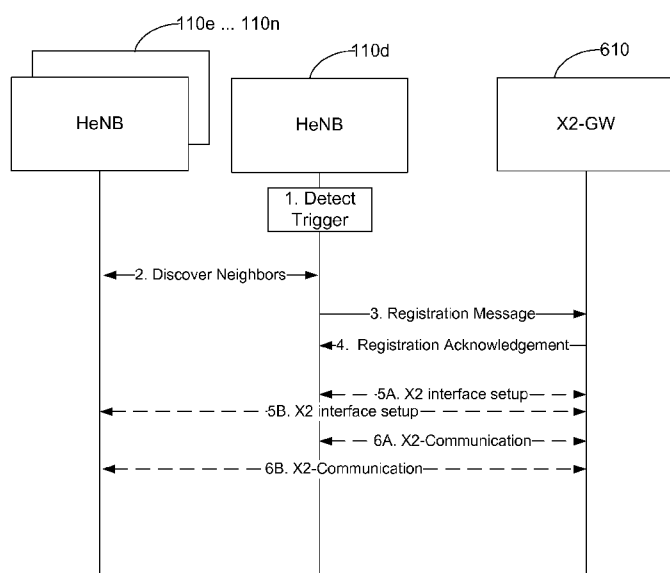 110e ... 110n
110d
610
HeNB
HeNB
X2-GW
1. Detect
Trigger
2. Discover Neighbors
3. Registration Message
4. Registration Acknowledgement
5A. X2 interface setup
5B. X2 interface setup
6A. X2-Communication
6B. X2-Communication